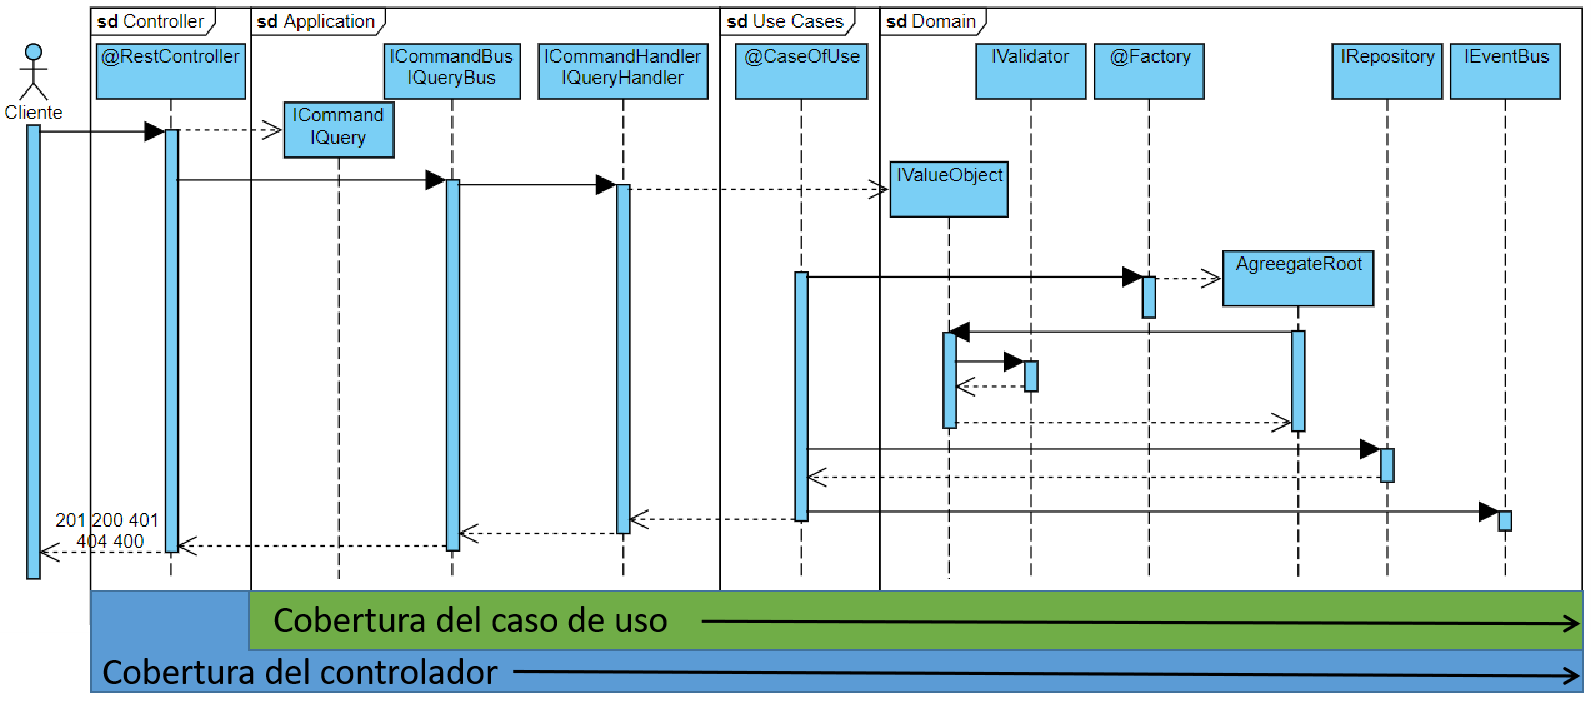 sd Controller
sd Application
sd Use Cases
sd Domain
Cliente
@RestController
ICommandBus
IQueryBus
ICommandHandler
IQueryHandler
@CaseOfUse
IValidator
@Factory
IRepository
IEventBus
ICommand
IQuery
IValueObject
AgreegateRoot
201 200 401
404 400
Cobertura del caso de uso
Cobertura del controlador